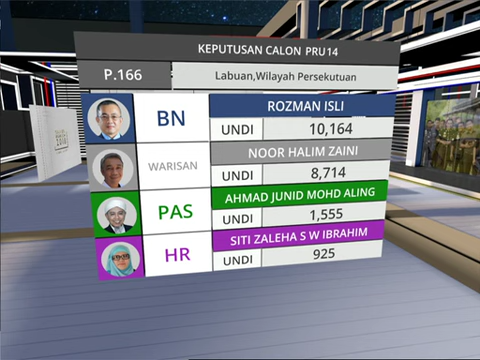 KEPUTUSAN CALON PRU14
P.166 Labuan,Wilayah Persekutuan
BN ROZMAN ISLI
UNDI 10,164
WARISAN NOOR HALIM ZAINI
UNDI 8,714
PAS AHMAD JUNID MOHD ALING
UNDI 1,555
HR SITI ZALEHA S W IBRAHIM
UNDI 925